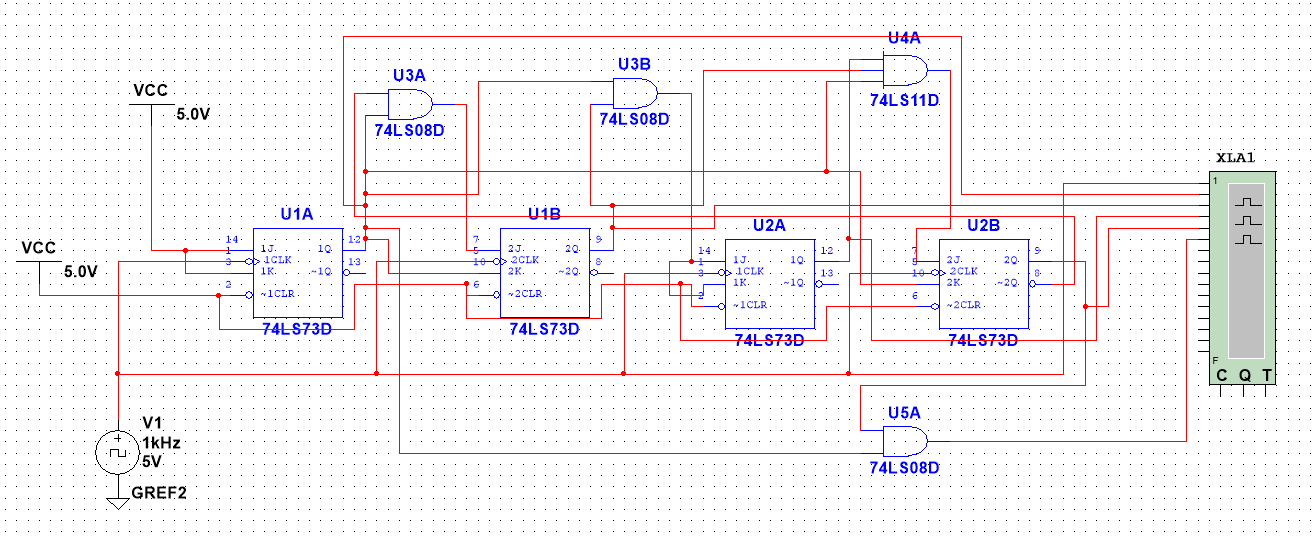 U4A
U3B
U3A
74LS11D
74LS08D
74LS08D
VCC
5.0V
XLA1
1
F
C Q T
U1A
14 1J 1Q 12
1 1CLK
3 1K ~1Q 13
2 ~1CLR
74LS73D
U1B
7 2J 2Q 9
5 2CLK
10 2K ~2Q 8
6 ~2CLR
74LS73D
U2A
14 1J 1Q 12
1 1CLK
3 1K ~1Q 13
2 ~1CLR
74LS73D
U2B
7 2J 2Q 9
5 2CLK
10 2K ~2Q 8
6 ~2CLR
74LS73D
VCC
5.0V
U5A
74LS08D
V1
1kHz
5V
GREF2